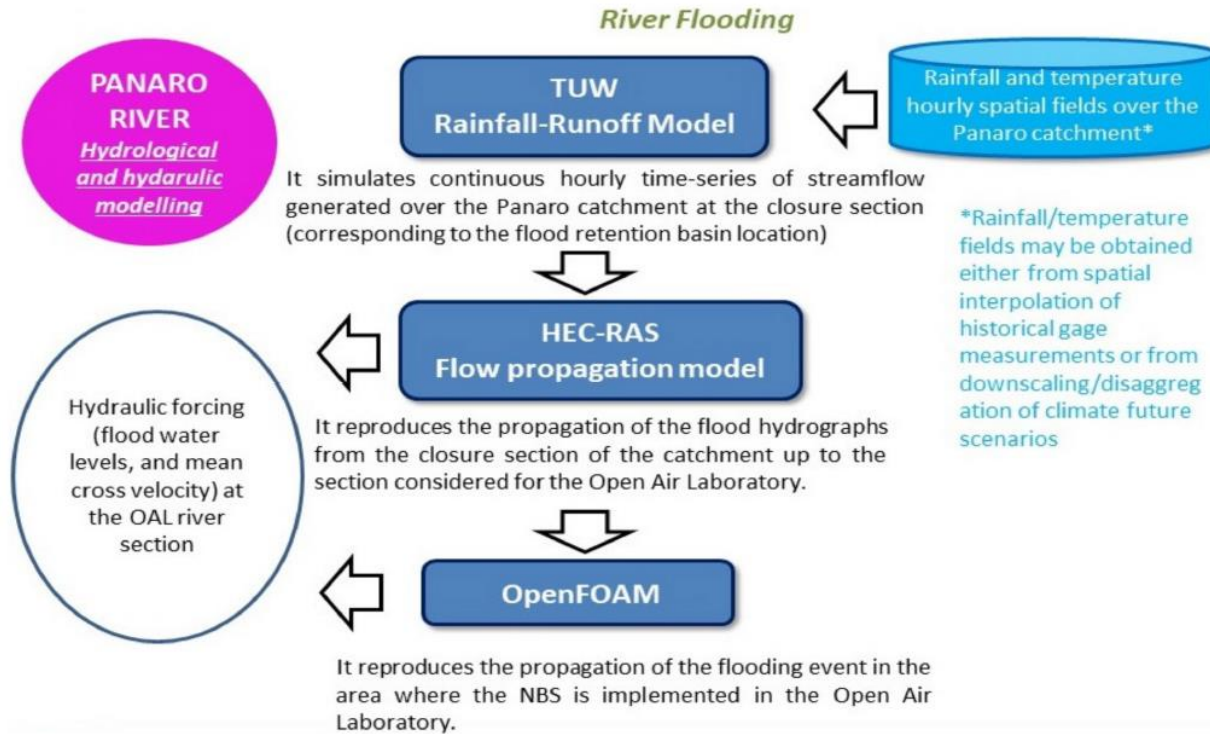 River Flooding
PANARO
RIVER
Hydrological
and hydarulic
modelling
TUW
Rainfall-Runoff Model
Rainfall and temperature
hourly spatial fields over the
Panaro catchment*
It simulates continuous hourly time-series of streamflow
generated over the Panaro catchment at the closure section
(corresponding to the flood retention basin location)
*Rainfall/temperature
fields may be obtained
either from spatial
interpolation of
historical gage
measurements or from
downscaling/disaggreg
ation of climate future
scenarios
HEC-RAS
Flow propagation model
It reproduces the propagation of the flood hydrographs
from the closure section of the catchment up to the
section considered for the Open Air Laboratory.
Hydraulic forcing
(flood water
levels, and mean
cross velocity) at
the OAL river
section
OpenFOAM
It reproduces the propagation of the flooding event in the
area where the NBS is implemented in the Open Air
Laboratory.